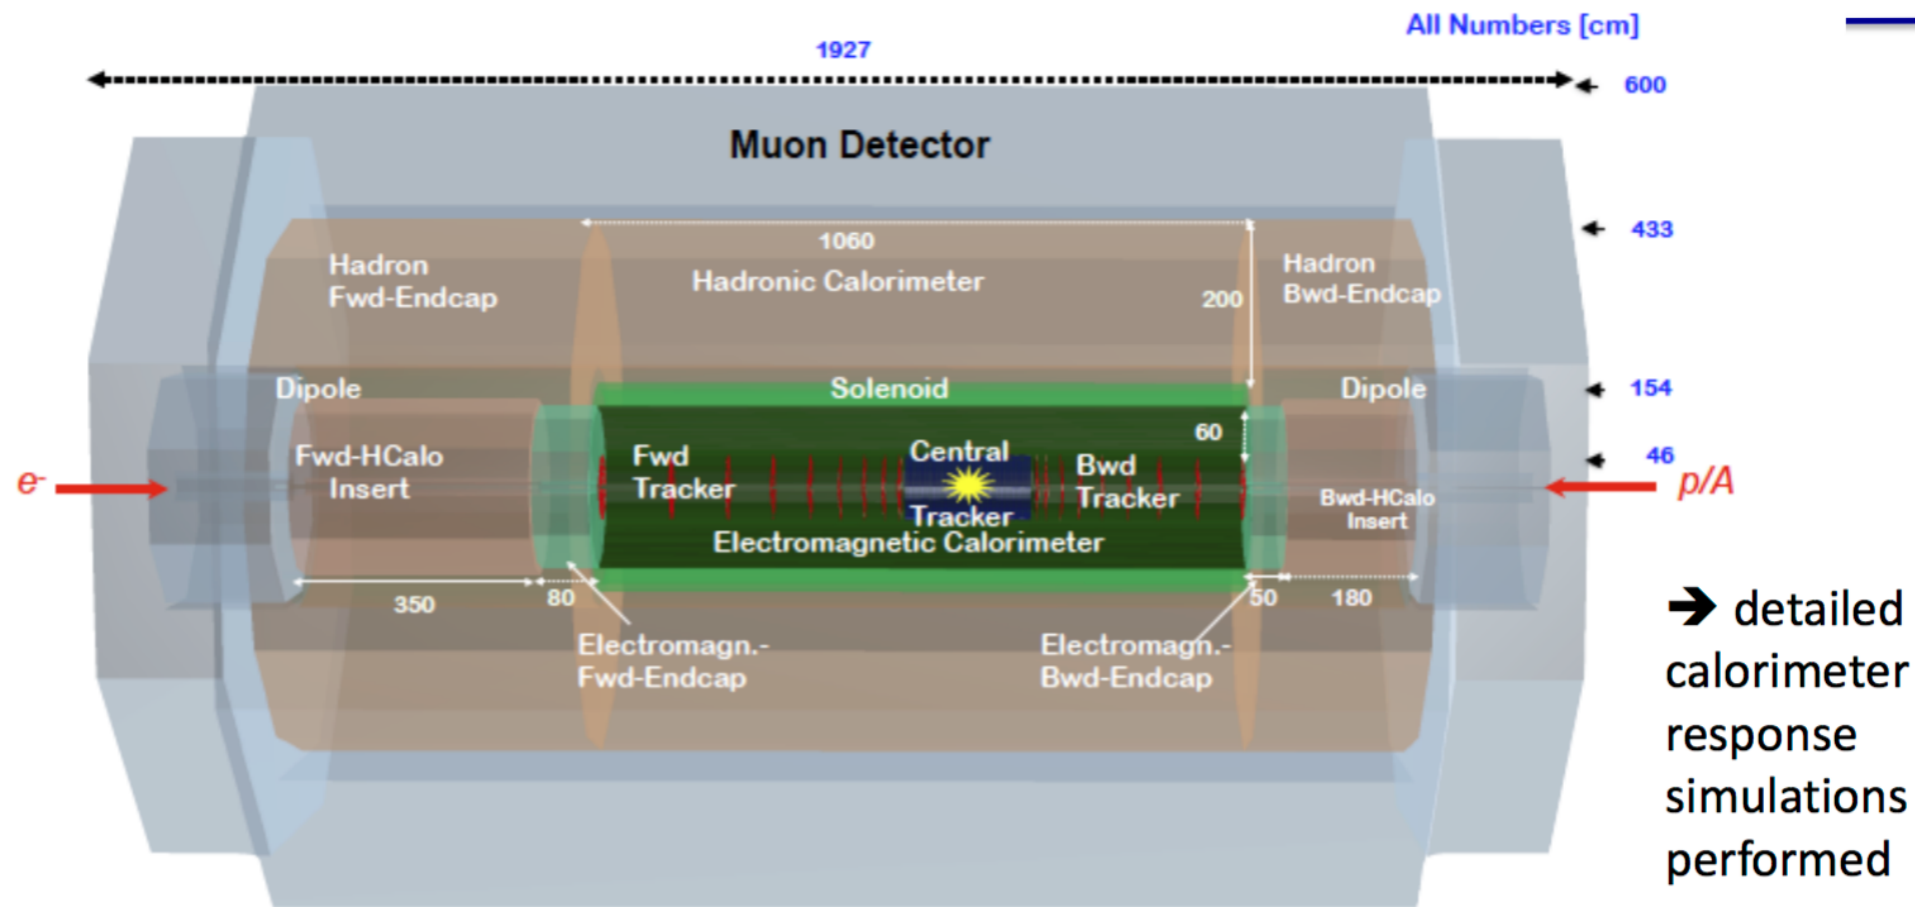 All Numbers [cm]
1927
600
Muon Detector
433
1060
Hadron
Fwd-Endcap
Hadronic Calorimeter
Hadron
Bwd-Endcap
200
Dipole
Solenoid
Dipole
154
60
46
e-
Fwd-HCalo
Insert
Fwd
Tracker
Central
Tracker
Bwd
Tracker
Bwd-HCalo
Insert
p/A
Electromagnetic Calorimeter
350
80
50
180
Electromagn.-
Fwd-Endcap
Electromagn.-
Bwd-Endcap
➔ detailed
calorimeter
response
simulations
performed